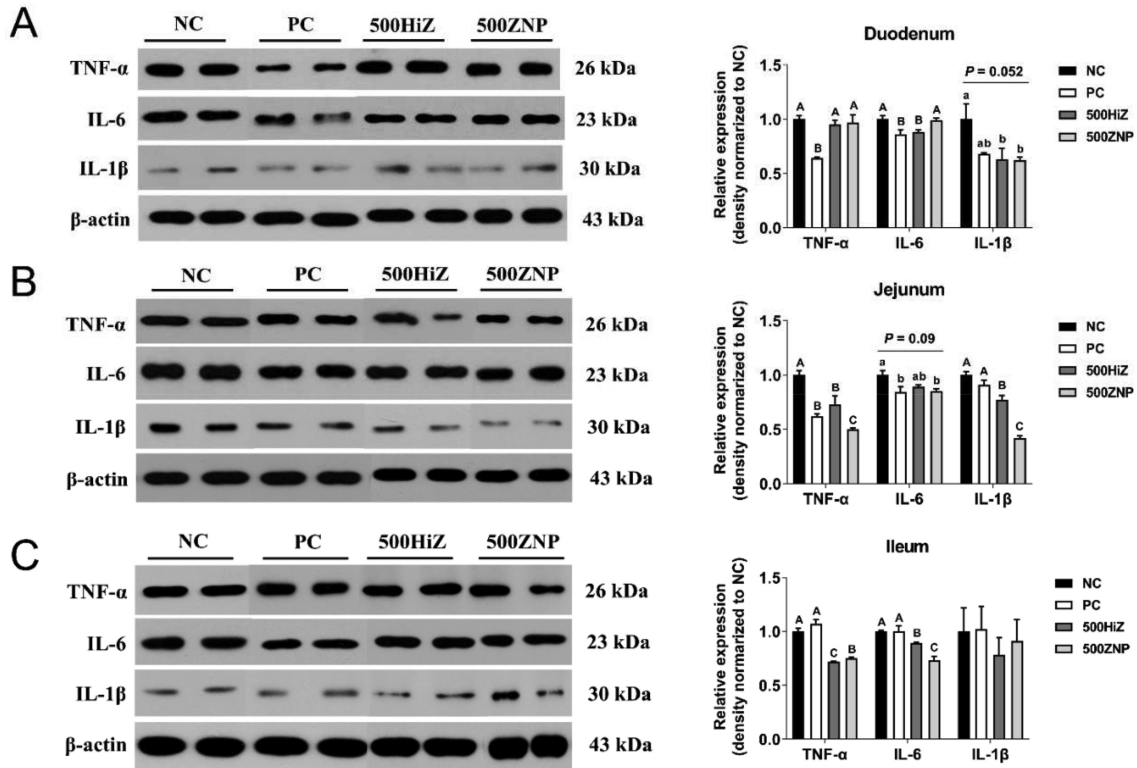 A
NC PC 500HiZ 500ZNP
TNF-α 26 kDa
IL-6 23 kDa
IL-1β 30 kDa
β-actin 43 kDa
Duodenum
Relative expression
(density normarized to NC)
1.5
1.0
0.5
0.0
P = 0.052
A B A A
A B B A
a ab b b
TNF-α IL-6 IL-1β
NC
PC
500HiZ
500ZNP
B
NC PC 500HiZ 500ZNP
TNF-α 26 kDa
IL-6 23 kDa
IL-1β 30 kDa
β-actin 43 kDa
Jejunum
Relative expression
(density normarized to NC)
1.5
1.0
0.5
0.0
P = 0.09
A B B C
a b ab b
A A B C
TNF-α IL-6 IL-1β
NC
PC
500HiZ
500ZNP
C
NC PC 500HiZ 500ZNP
TNF-α 26 kDa
IL-6 23 kDa
IL-1β 30 kDa
β-actin 43 kDa
Ileum
Relative expression
(density normarized to NC)
1.5
1.0
0.5
0.0
A A C B
A A B C
TNF-α IL-6 IL-1β
NC
PC
500HiZ
500ZNP